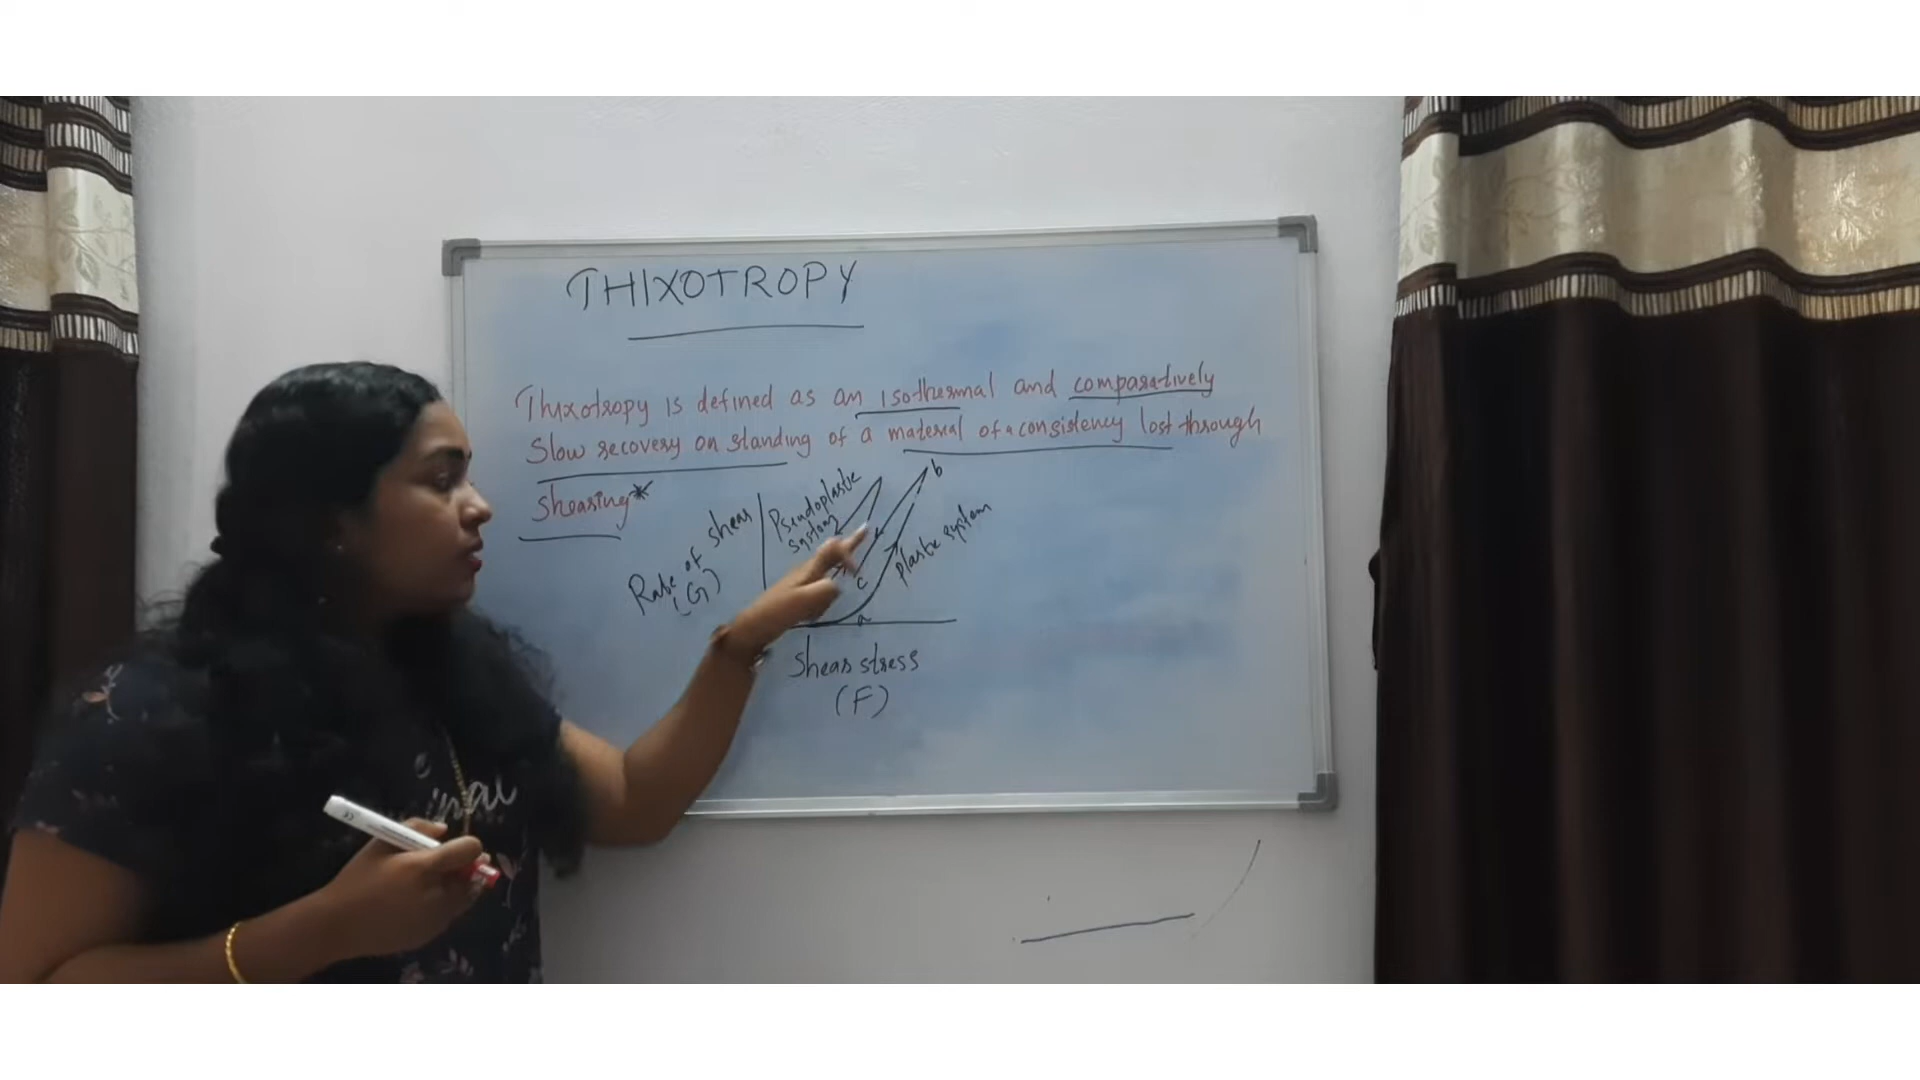 THIXOTROPY
Thixotropy is defined as an isothermal and comparatively
Slow recovery on standing of a material of a consistency lost through
Shearing*
Rate of shear
(G)
Pseudoplastic
System
b
plastic system
c
a
Shear stress
(F)